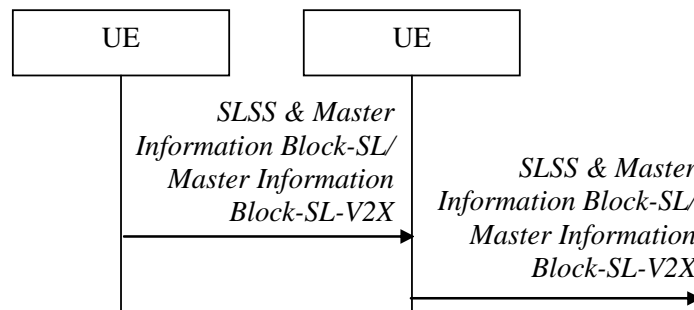 UE
UE
SLSS & Master
Information Block-SL/
Master Information
Block-SL-V2X
SLSS & Master
Information Block-SL/
Master Information
Block-SL-V2X